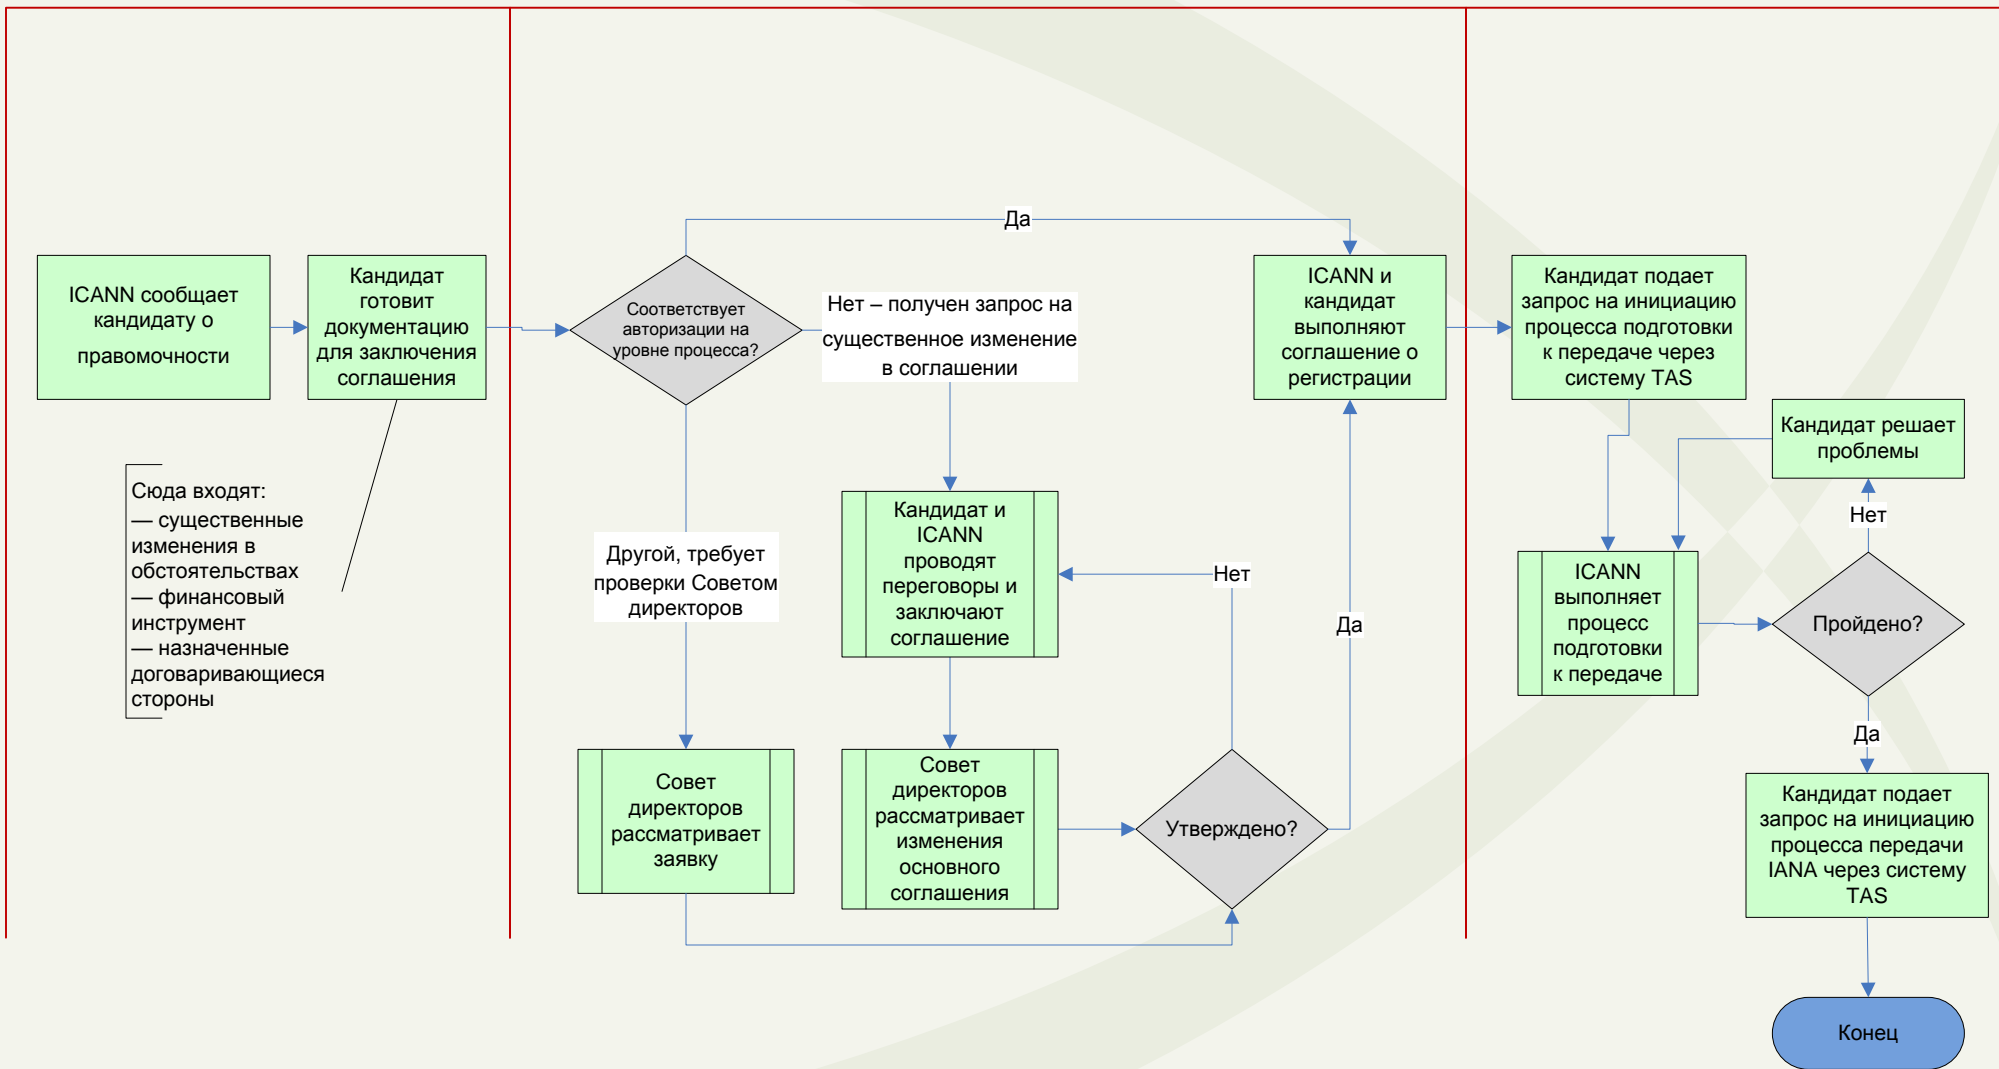 ICANN сообщает
кандидату о
правомочности
Кандидат
готовит
документацию
для заключения
соглашения
Сюда входят:
— существенные
изменения в
обстоятельствах
— финансовый
инструмент
— назначенные
договаривающиеся
стороны
Соответствует
авторизации на
уровне процесса?
Да
Нет – получен запрос на
существенное изменение
в соглашении
Другой, требует
проверки Советом
директоров
Кандидат и
ICANN
проводят
переговоры и
заключают
соглашение
Совет
директоров
рассматривает
заявку
Совет
директоров
рассматривает
изменения
основного
соглашения
Утверждено?
Нет
Да
ICANN и
кандидат
выполняют
соглашение о
регистрации
Кандидат подает
запрос на инициацию
процесса подготовки
к передаче через
систему TAS
Кандидат решает
проблемы
Нет
ICANN
выполняет
процесс
подготовки
к передаче
Пройдено?
Да
Кандидат подает
запрос на инициацию
процесса передачи
IANA через систему
TAS
Конец